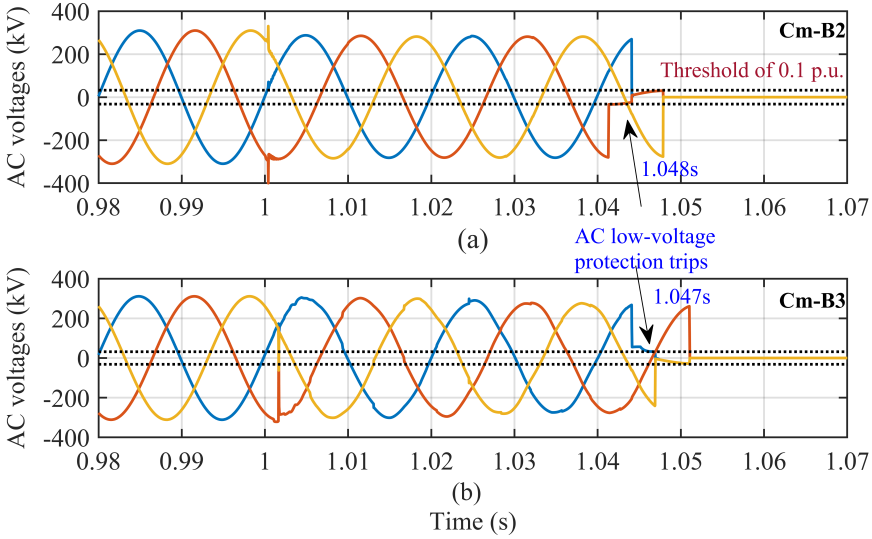 AC voltages (kV)
400
200
0
-200
-400
Cm-B2
Threshold of 0.1 p.u.
1.048s
0.98
0.99
1
1.01
1.02
1.03
1.04
1.05
1.06
1.07
(a)
AC low-voltage
protection trips
AC voltages (kV)
400
200
0
-200
-400
1.047s
Cm-B3
0.98
0.99
1
1.01
1.02
1.03
1.04
1.05
1.06
1.07
(b)
Time (s)